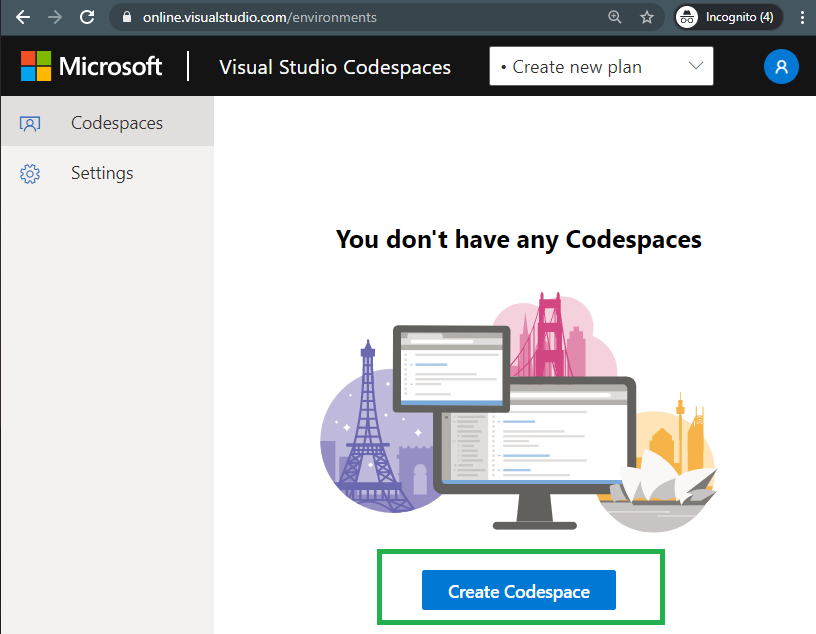 online.visualstudio.com/environments
Incognito (4)
Microsoft
Visual Studio Codespaces
• Create new plan
Codespaces
Settings
You don't have any Codespaces
Create Codespace